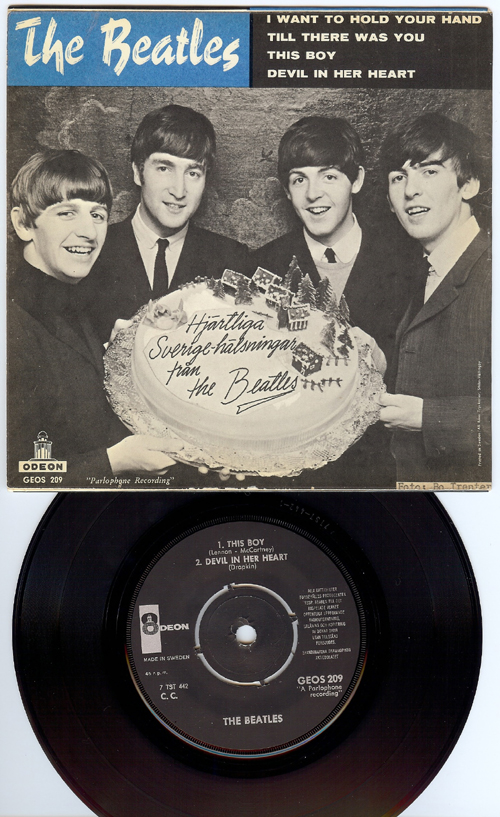 The Beatles
I WANT TO HOLD YOUR HAND
TILL THERE WAS YOU
THIS BOY
DEVIL IN HER HEART
Hjärtliga
Sverige-hälsningar
från
the Beatles
ODEON
GEOS 209
"Parlophone Recording"
Foto: Bo Trenter
1. THIS BOY
(Lennon - McCartney)
2. DEVIL IN HER HEART
(Drapkin)
ODEON
MADE IN SWEDEN
45 r.p.m.
7 TST 442
C. C.
GEOS 209
"A Parlophone
recording"
THE BEATLES